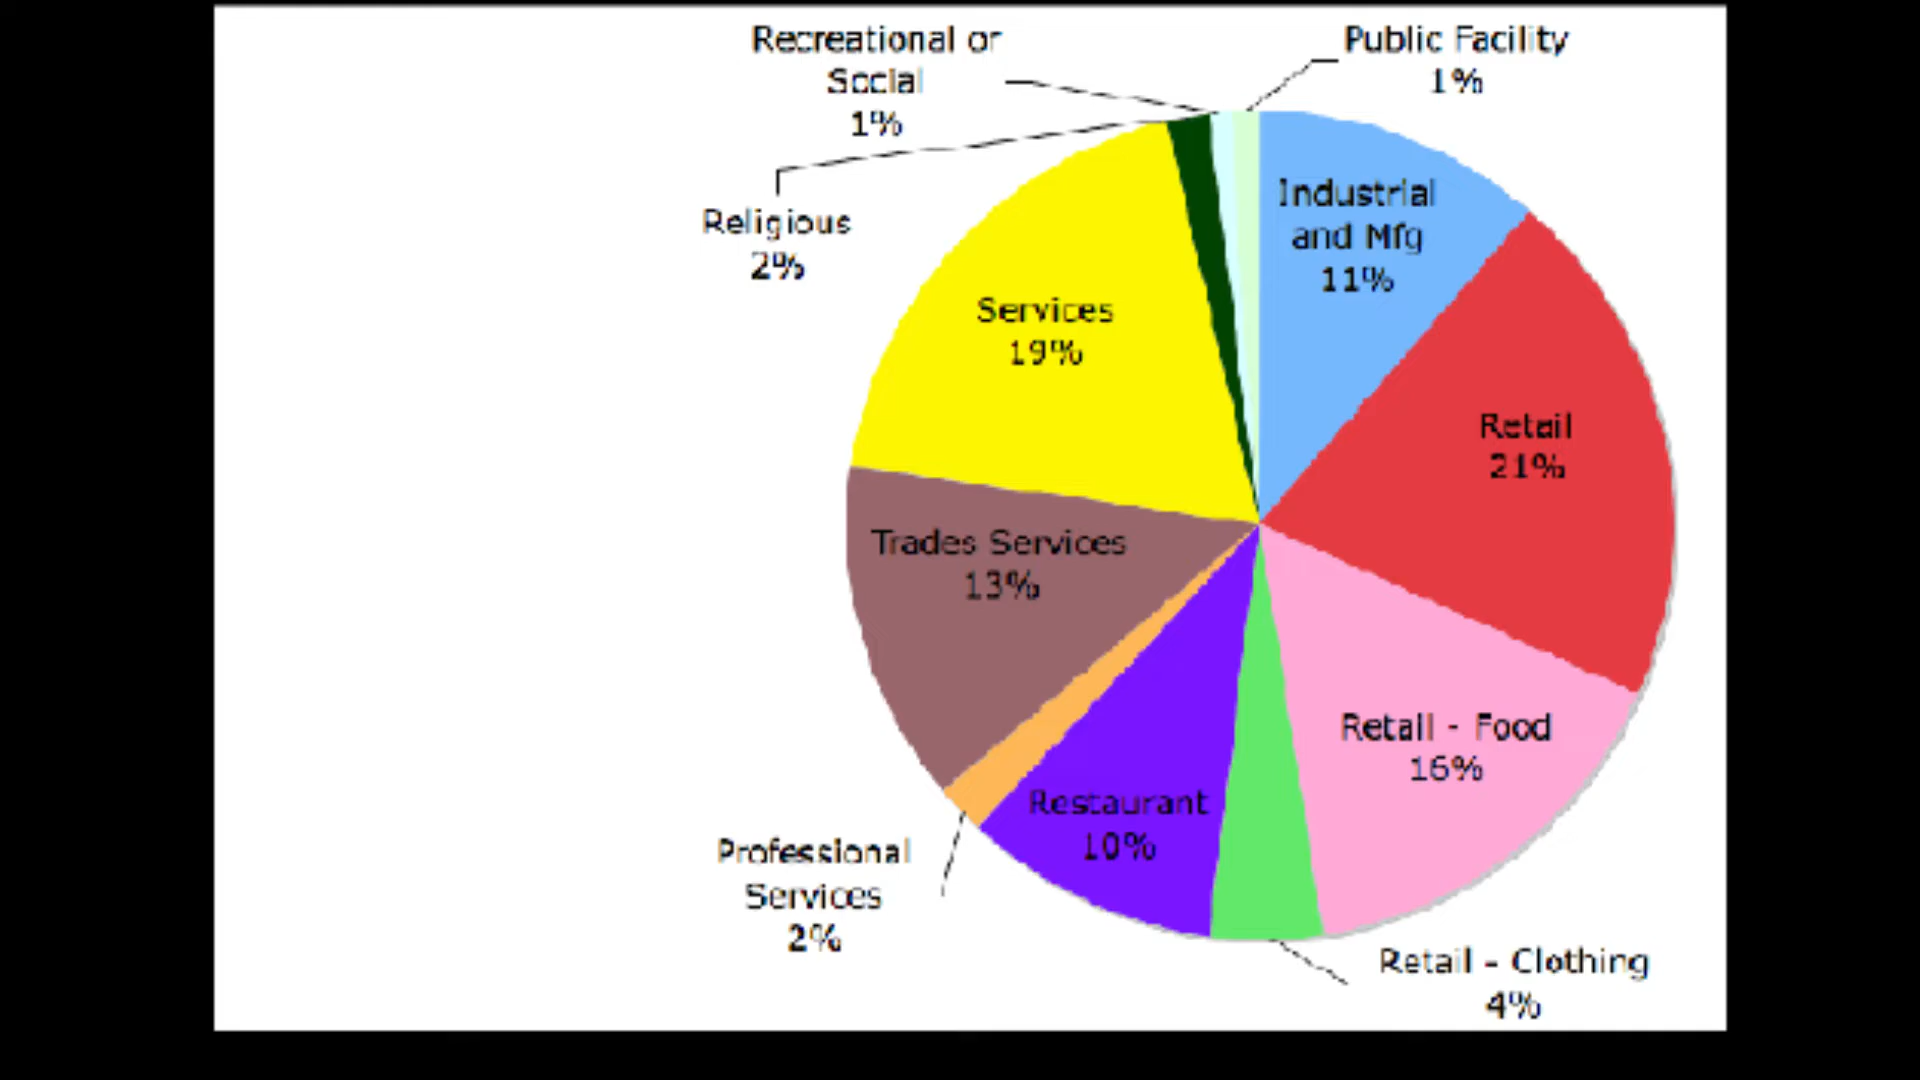 Recreational or
Social
1%
Public Facility
1%
Religious
2%
Industrial
and Mfg
11%
Services
19%
Retail
21%
Trades Services
13%
Retail - Food
16%
Restaurant
10%
Professional
Services
2%
Retail - Clothing
4%